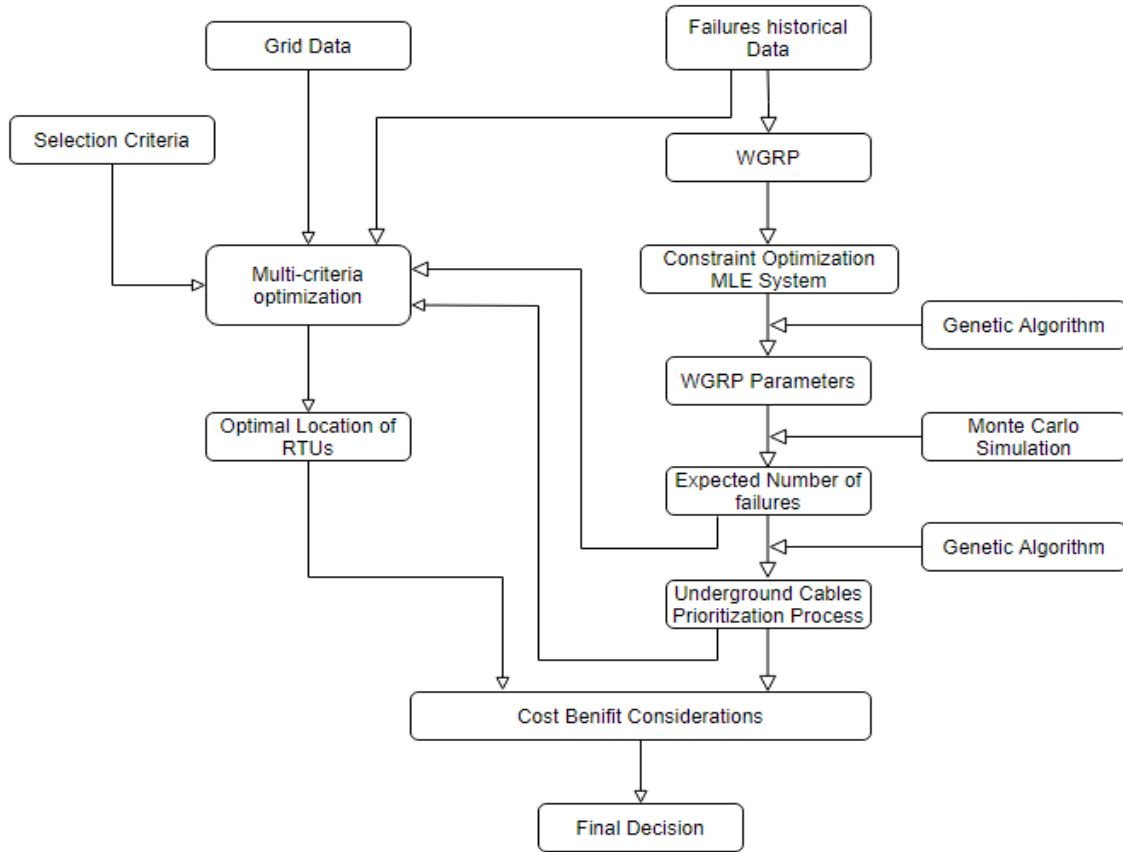 Grid Data
Failures historical
Data
Selection Criteria
WGRP
Multi-criteria
optimization
Constraint Optimization
MLE System
Genetic Algorithm
WGRP Parameters
Optimal Location of
RTUs
Monte Carlo
Simulation
Expected Number of
failures
Genetic Algorithm
Underground Cables
Prioritization Process
Cost Benifit Considerations
Final Decision